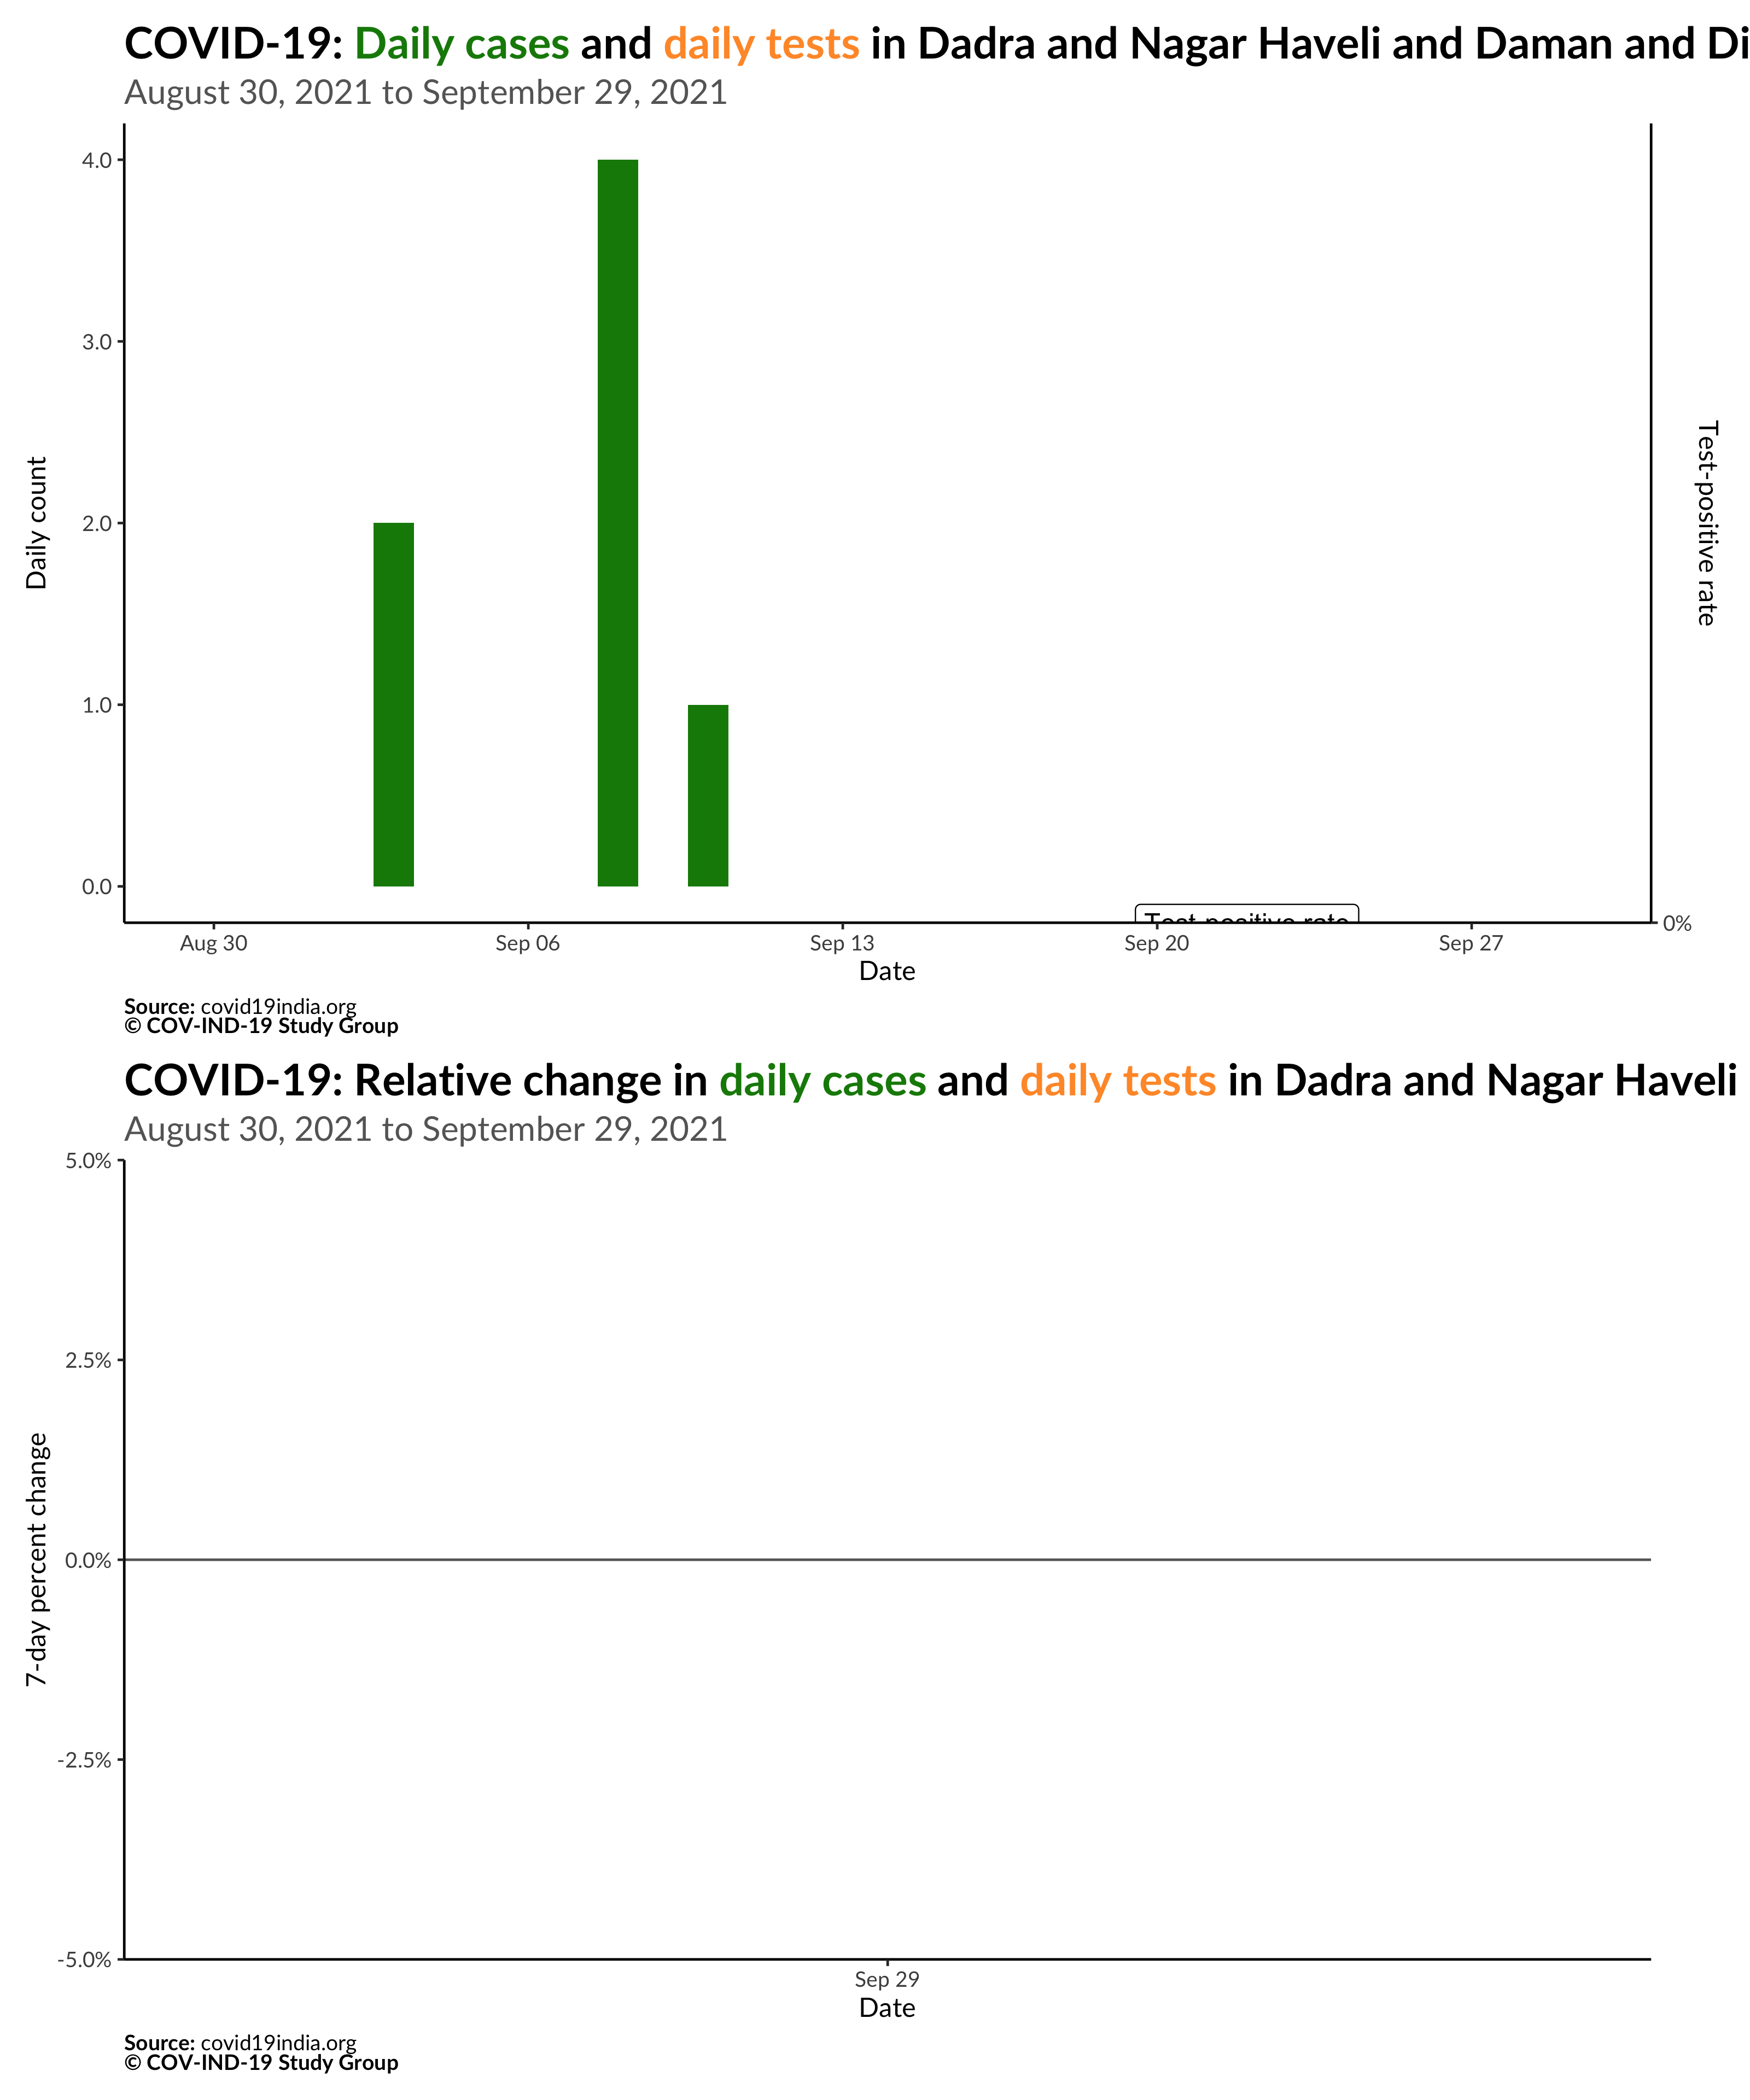 COVID-19: Daily cases and daily tests in Dadra and Nagar Haveli and Daman and Di
August 30, 2021 to September 29, 2021
4.0
3.0
2.0
1.0
0.0
Daily count
Test-positive rate
Test-positive rate
0%
Aug 30
Sep 06
Sep 13
Sep 20
Sep 27
Date
Source: covid19india.org
© COV-IND-19 Study Group
COVID-19: Relative change in daily cases and daily tests in Dadra and Nagar Haveli
August 30, 2021 to September 29, 2021
5.0%
2.5%
0.0%
-2.5%
-5.0%
7-day percent change
Sep 29
Date
Source: covid19india.org
© COV-IND-19 Study Group